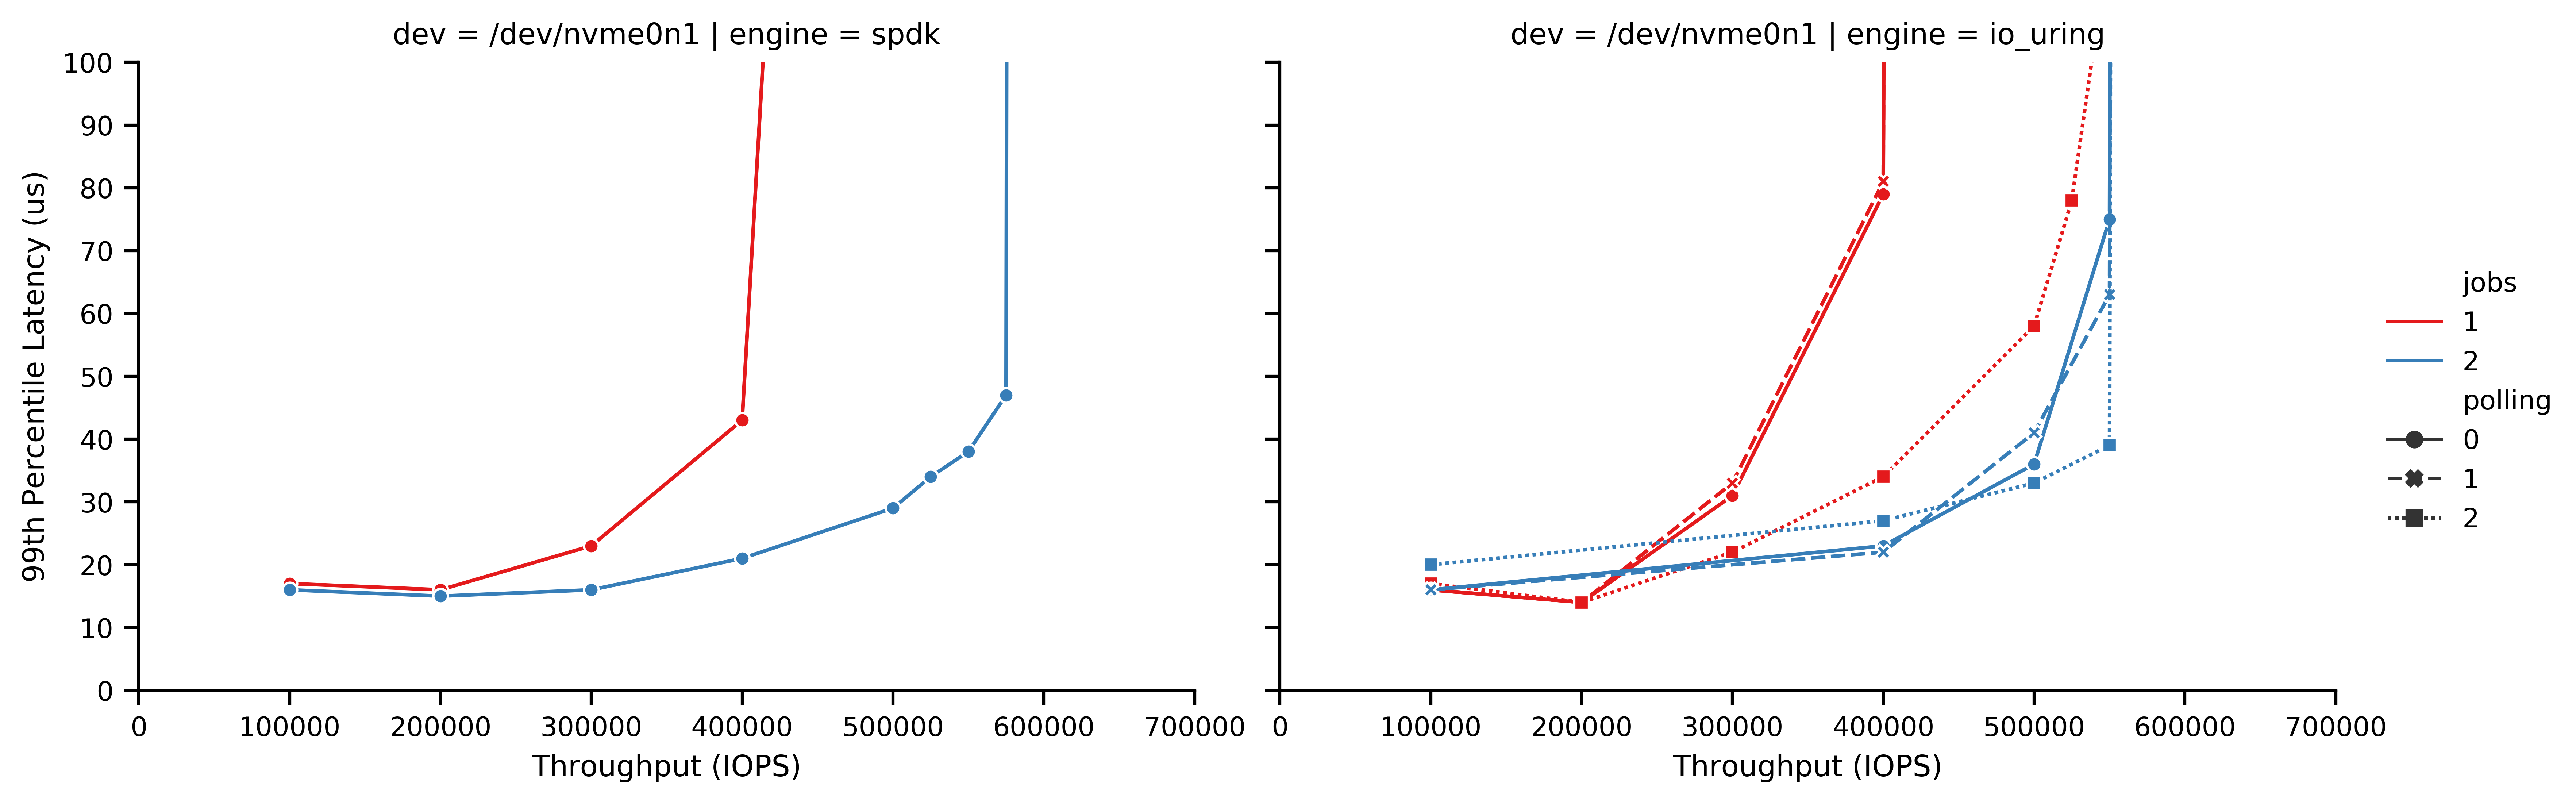 dev = /dev/nvme0n1 | engine = spdk
99th Percentile Latency (us)
100
90
80
70
60
50
40
30
20
10
0
0 100000 200000 300000 400000 500000 600000 700000
Throughput (IOPS)
dev = /dev/nvme0n1 | engine = io_uring
0 100000 200000 300000 400000 500000 600000 700000
Throughput (IOPS)
jobs
1
2
polling
0
1
2